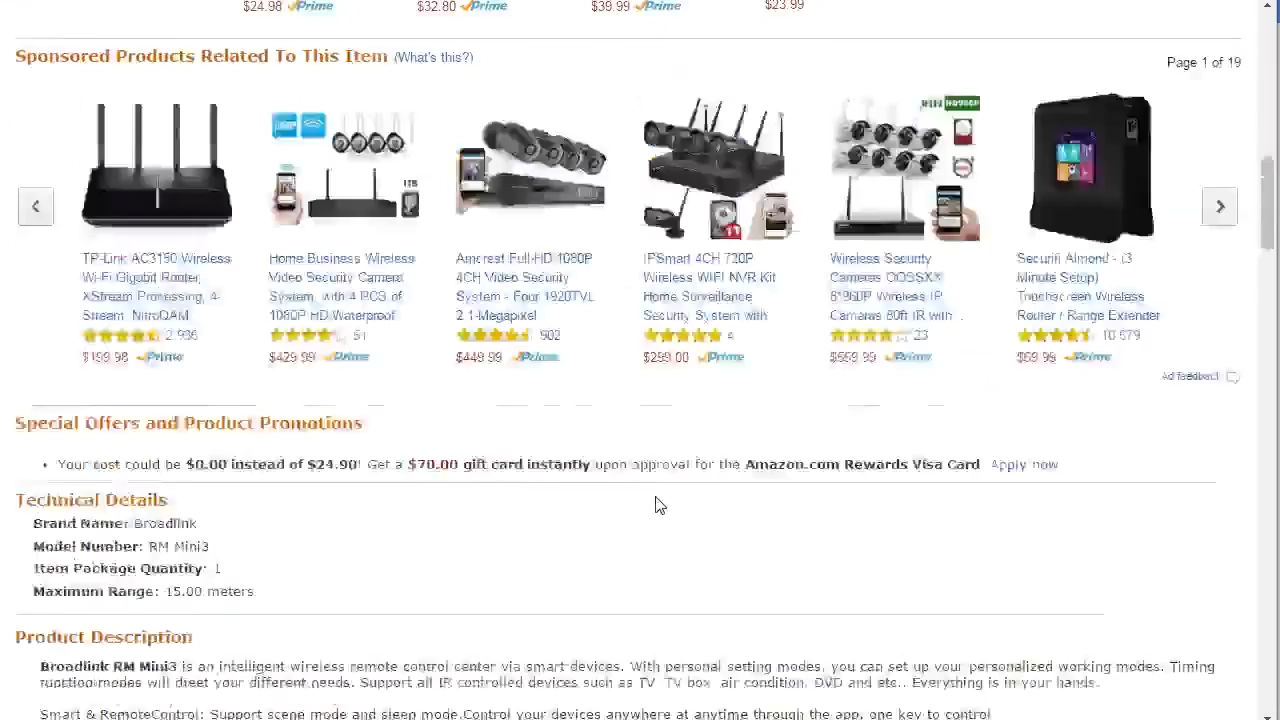 $24.98 Prime $32.80 Prime $39.99 Prime $23.99
Sponsored Products Related To This Item (What's this?)
Page 1 of 19
TP-Link AC3150 Wireless
Wi-Fi Gigabit Router,
XStream Processing, 4-
Stream, NitroQAM
$199.98 Prime
Home Business Wireless
Video Security Camera
System, with 4 PCS of
1080P HD Waterproof
51
$429.99 Prime
Amcrest Full-HD 1080P
4CH Video Security
System - Four 1920TVL
2.1-Megapixel
502
$449.99 Prime
IPSmart 4CH 720P
Wireless WIFI NVR Kit
Home Surveillance
Security System with
4
$299.00 Prime
Wireless Security
Cameras
8*960P Wireless IP
Cameras 80ft IR with
23
$569.99 Prime
Securifi Almond - (3
Minute Setup)
Touchscreen Wireless
Router / Range Extender
10 679
$69.99 Prime
Ad feedback
Special Offers and Product Promotions
• Your cost could be $0.00 instead of $24.90! Get a $70.00 gift card instantly upon approval for the Amazon.com Rewards Visa Card Apply now
Technical Details
Brand Name: Broadlink
Model Number: RM Mini3
Item Package Quantity: 1
Maximum Range: 15.00 meters
Product Description
Broadlink RM Mini3 is an intelligent wireless remote control center via smart devices. With personal setting modes, you can set up your personalized working modes. Timing
function modes will meet your different needs. Support all IR controlled devices such as TV TV box air condition, DVD and etc.. Everything is in your hands.
Smart & RemoteControl: Support scene mode and sleep mode.Control your devices anywhere at anytime through the app, one key to control